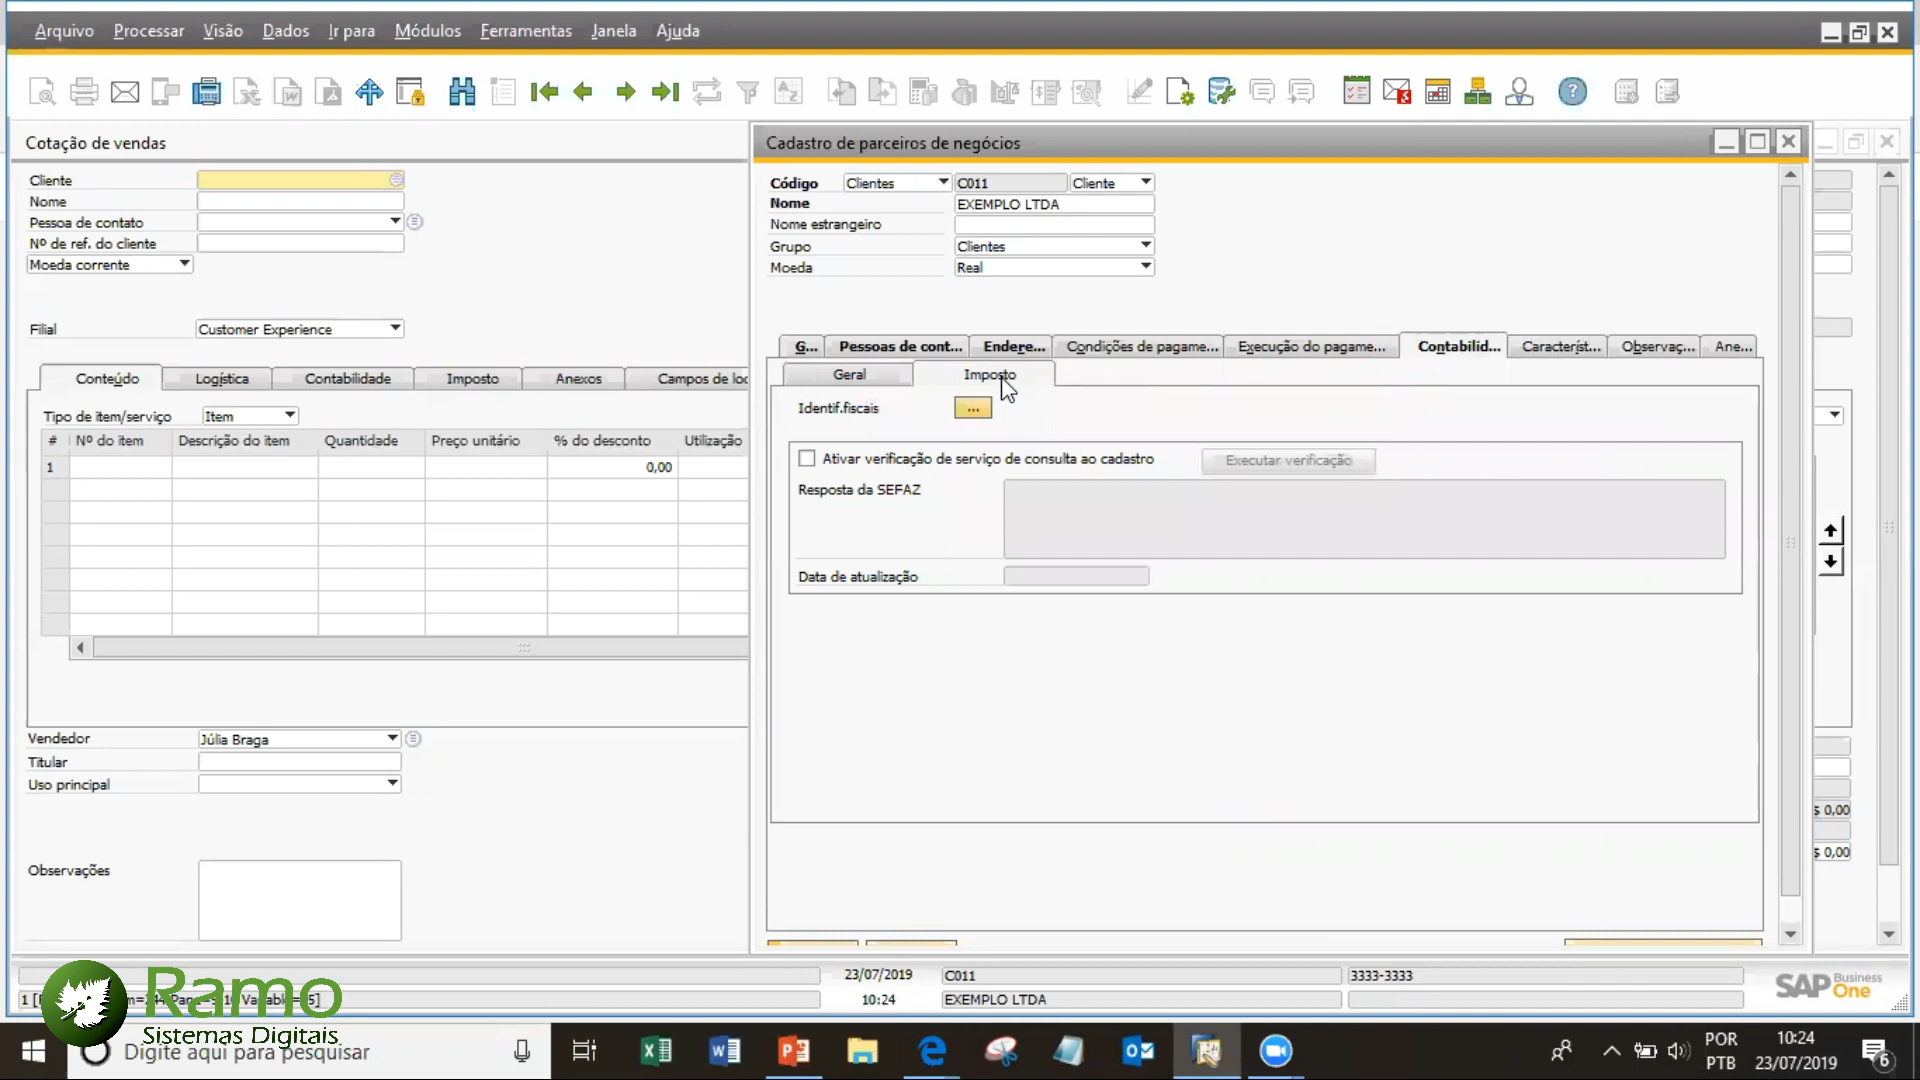 Arquivo Processar Visão Dados Ir para Módulos Ferramentas Janela Ajuda
Cotação de vendas
Cliente
Nome
Pessoa de contato
Nº de ref. do cliente
Moeda corrente
Filial Customer Experience
Conteúdo Logística Contabilidade Imposto Anexos Campos de loc
Tipo de item/serviço Item
# Nº do item Descrição do item Quantidade Preço unitário % do desconto Utilização
1 0,00
Vendedor Júlia Braga
Titular
Uso principal
Observações
Cadastro de parceiros de negócios
Código Clientes C011 Cliente
Nome EXEMPLO LTDA
Nome estrangeiro
Grupo Clientes
Moeda Real
G... Pessoas de cont... Endere... Condições de pagame... Execução do pagame... Contabilid... Característ... Observaç... Ane...
Geral Imposto
Identif.fiscais ...
Ativar verificação de serviço de consulta ao cadastro Executar verificação
Resposta da SEFAZ
Data de atualização
$ 0,00
$ 0,00
23/07/2019 C011 3333-3333
10:24 EXEMPLO LTDA
SAP Business One
Ramo
Sistemas Digitais
Digite aqui para pesquisar
POR
PTB
10:24
23/07/2019
6